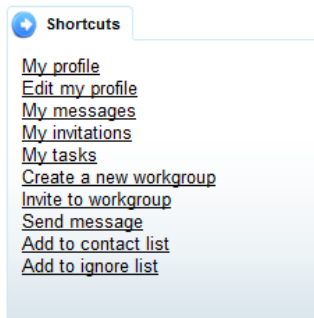 Shortcuts
My profile
Edit my profile
My messages
My invitations
My tasks
Create a new workgroup
Invite to workgroup
Send message
Add to contact list
Add to ignore list